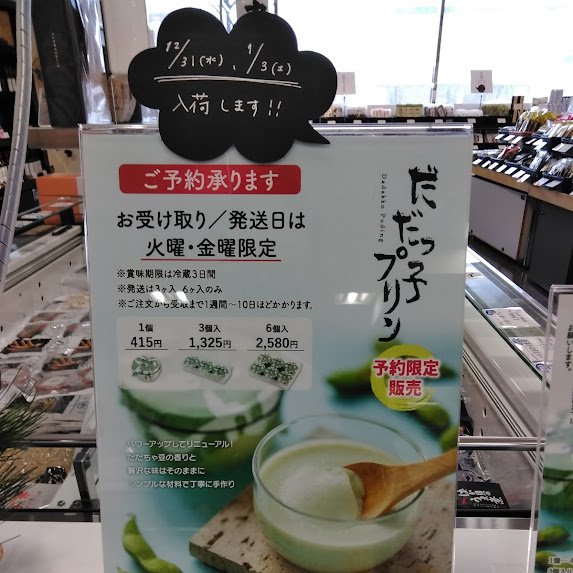 12/31(水)、1/3(土)
入荷します!!
ご予約承ります
お受け取り／発送日は
火曜・金曜限定
※賞味期限は冷蔵3日間
※発送は3ヶ入 6ヶ入のみ
※ご注文から受取まで1週間～10日ほどかかります.
1個 3個入 6個入
415円 1,325円 2,580円
だだっ子プリン
Dadakko Puding
予約限定
販売
パワーアップしてリニューアル!
だだちゃ豆の香りと
贅沢な味はそのままに
シンプルな材料で丁寧に手作り